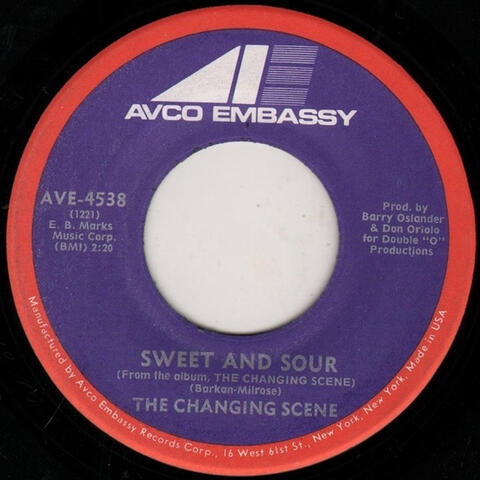 AVCO EMBASSY
AVE-4538
(1221)
E. B. Marks
Music Corp.
(BMI) 2:20
Prod. by
Barry Oslander
& Don Oriolo
for Double "O"
Productions
SWEET AND SOUR
(From the album, THE CHANGING SCENE)
(Barkan-Milrose)
THE CHANGING SCENE
Manufactured by Avco Embassy Records Corp., 16 West 61st St., New York, New York, Made in USA